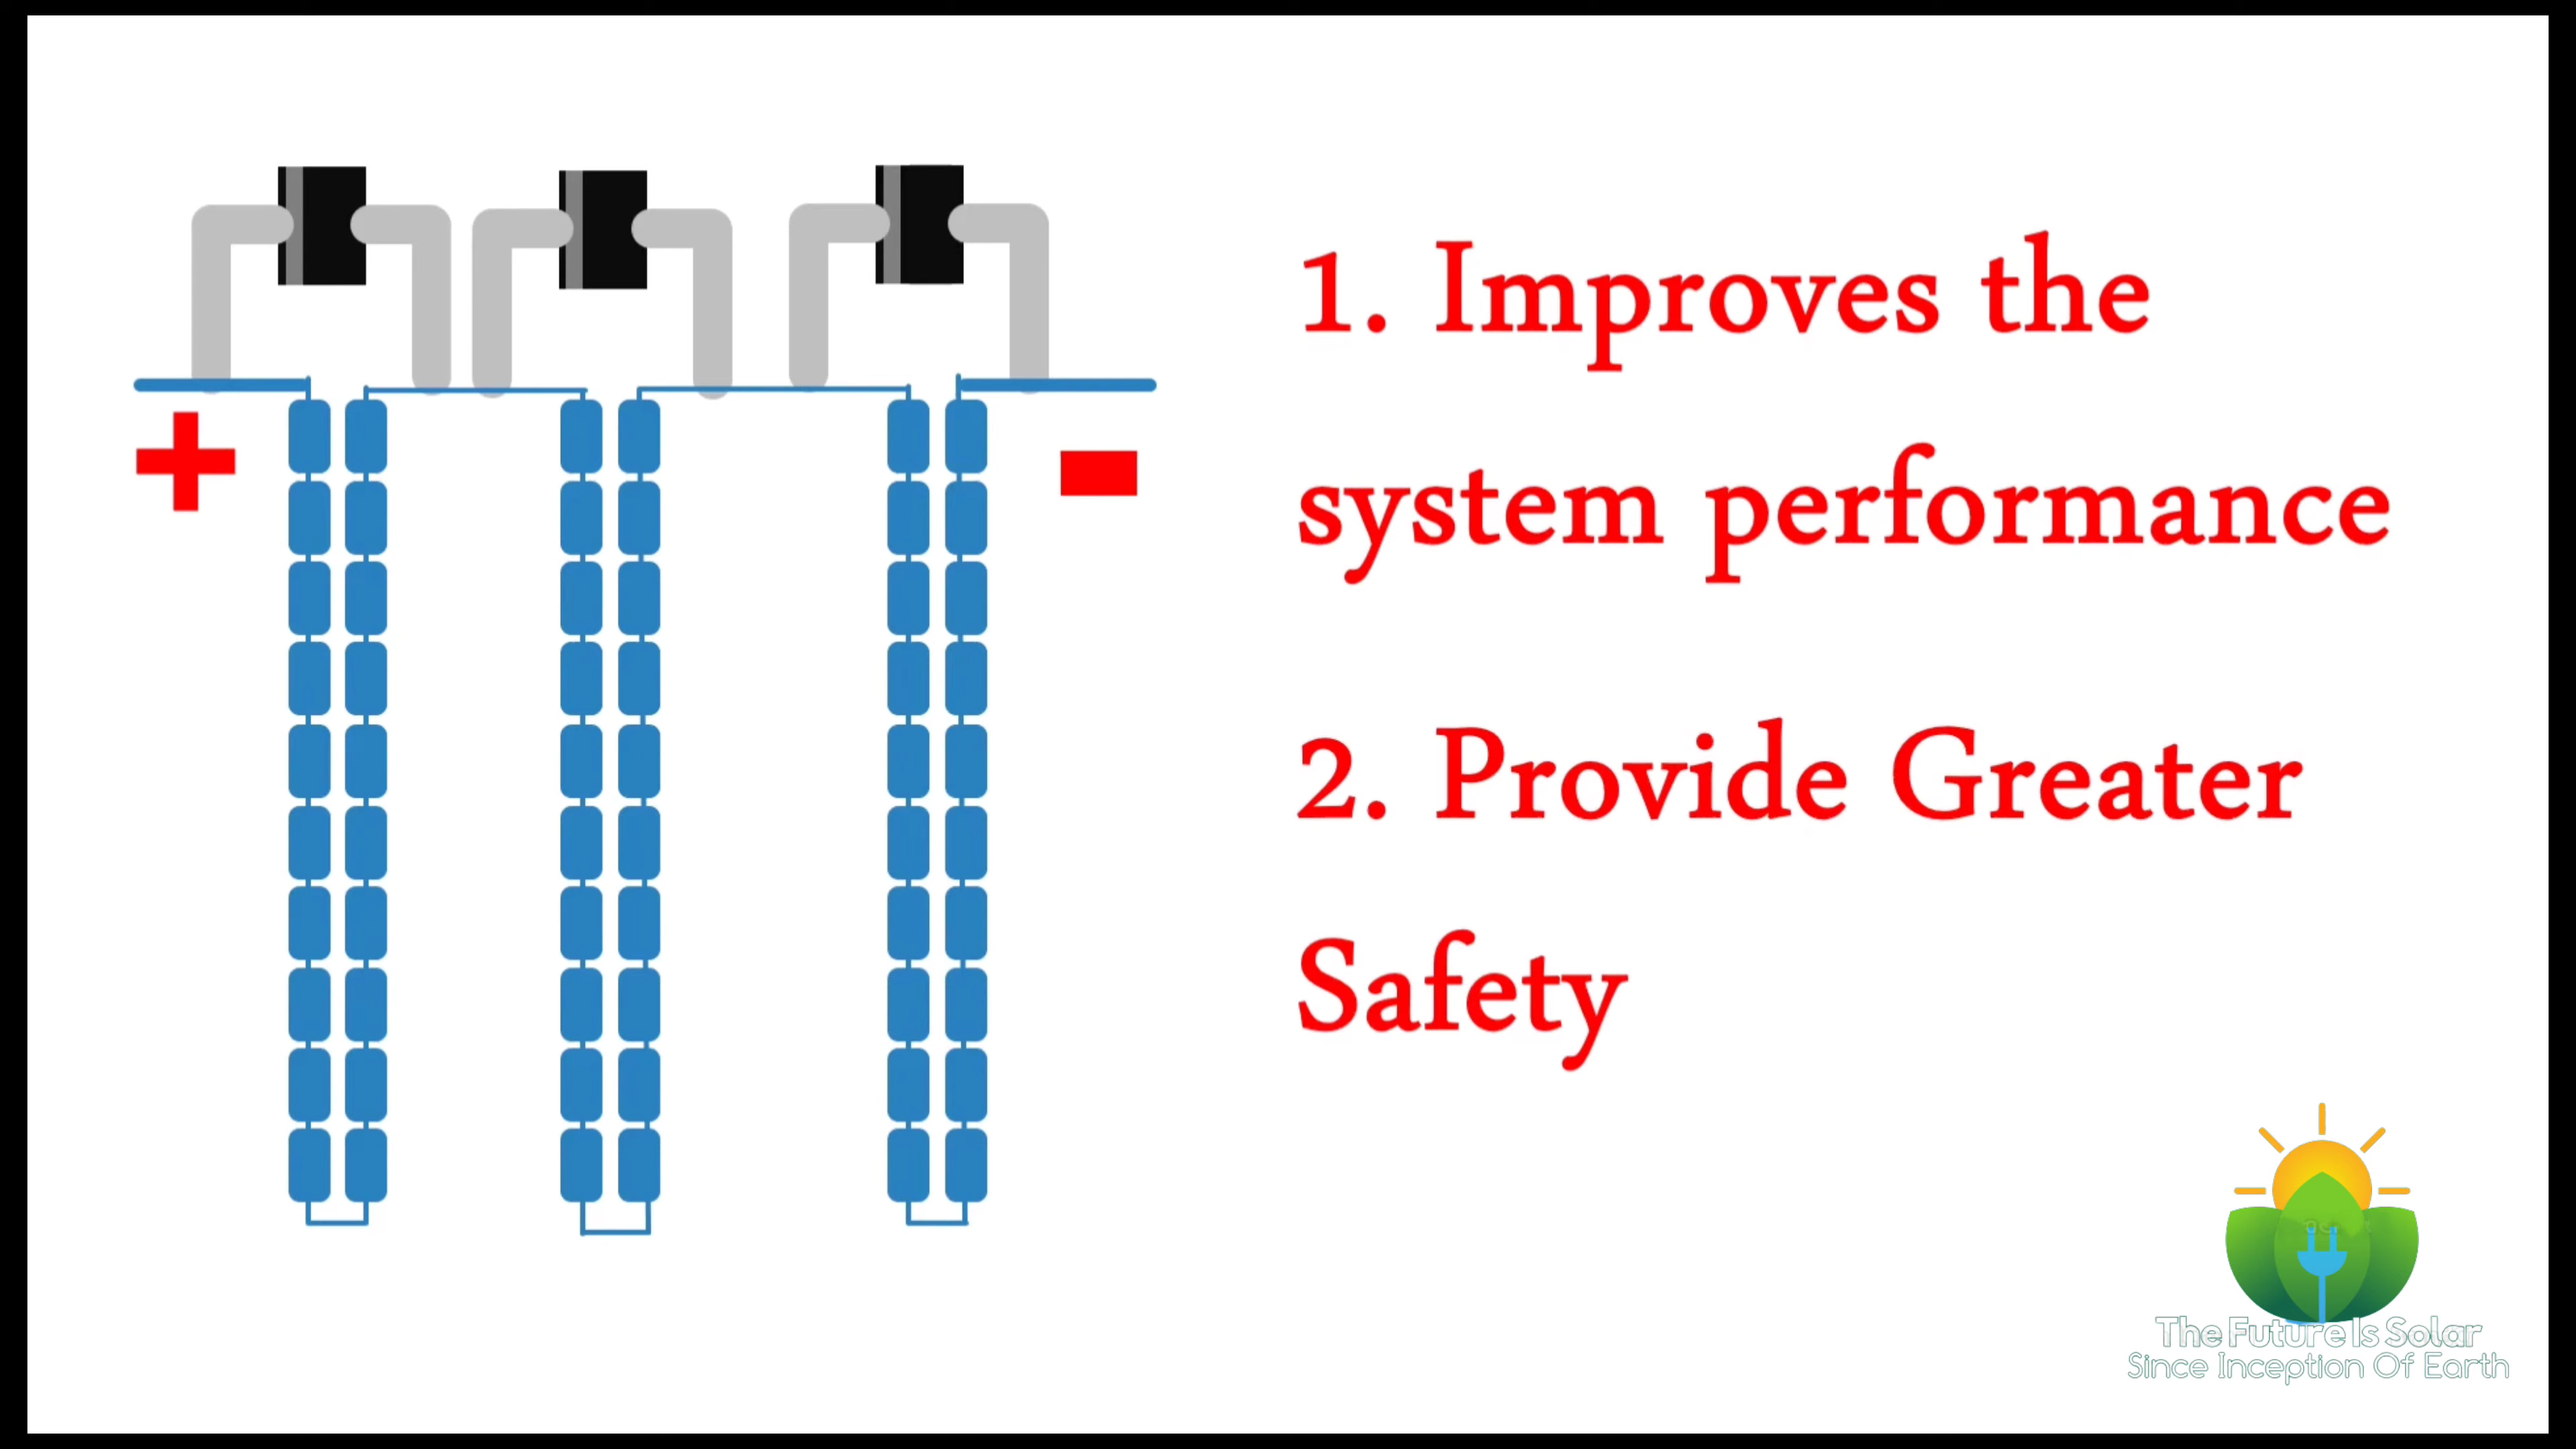 1. Improves the
system performance
2. Provide Greater
Safety
The Future Is Solar
Since Inception Of Earth